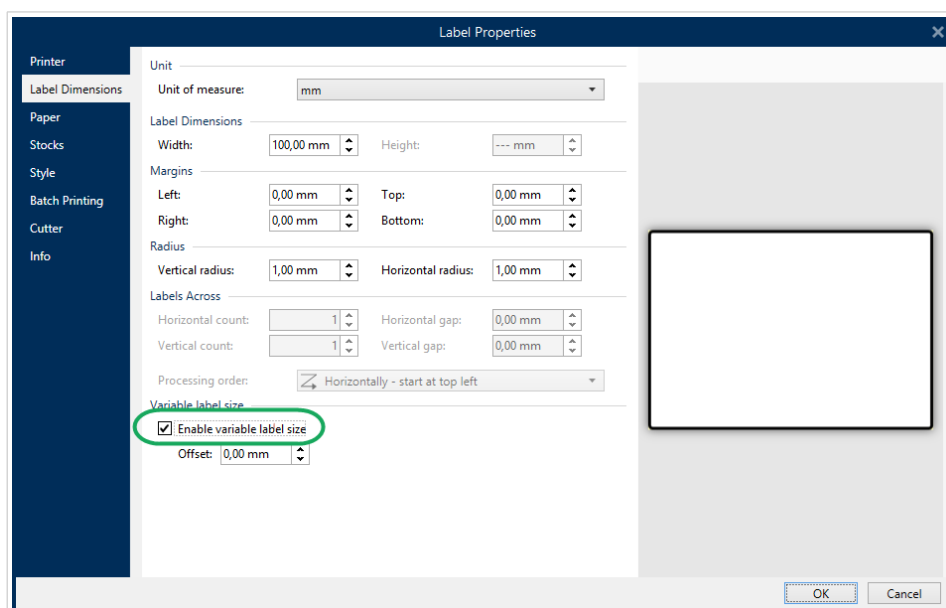 Label Properties
Printer
Label Dimensions
Paper
Stocks
Style
Batch Printing
Cutter
Info
Unit
Unit of measure: mm
Label Dimensions
Width: 100,00 mm Height: --- mm
Margins
Left: 0,00 mm Top: 0,00 mm
Right: 0,00 mm Bottom: 0,00 mm
Radius
Vertical radius: 1,00 mm Horizontal radius: 1,00 mm
Labels Across
Horizontal count: 1 Horizontal gap: 0,00 mm
Vertical count: 1 Vertical gap: 0,00 mm
Processing order: Horizontally - start at top left
Variable label size
Enable variable label size
Offset: 0,00 mm
OK Cancel